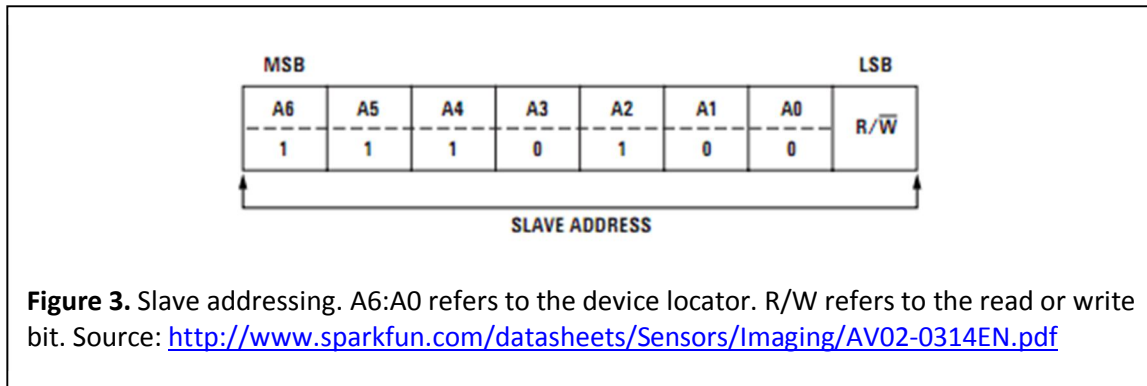 MSB LSB
A6 A5 A4 A3 A2 A1 A0 R/W̅
1 1 1 0 1 0 0
SLAVE ADDRESS
Figure 3. Slave addressing. A6:A0 refers to the device locator. R/W refers to the read or write
bit. Source: http://www.sparkfun.com/datasheets/Sensors/Imaging/AV02-0314EN.pdf